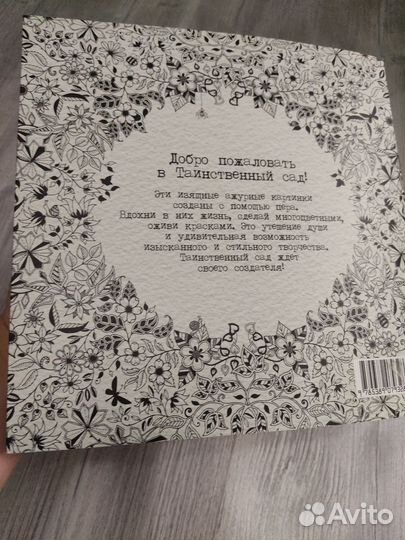 Добро пожаловать
в Таинственный сад!
Эти изящные ажурные картинки
созданы с помощью пера.
Вдохни в них жизнь, сделай многоцветными,
оживи красками. Это утешение души
и удивительная возможность
изысканного и стильного творчества.
Таинственный сад ждёт
своего создателя!
Avito